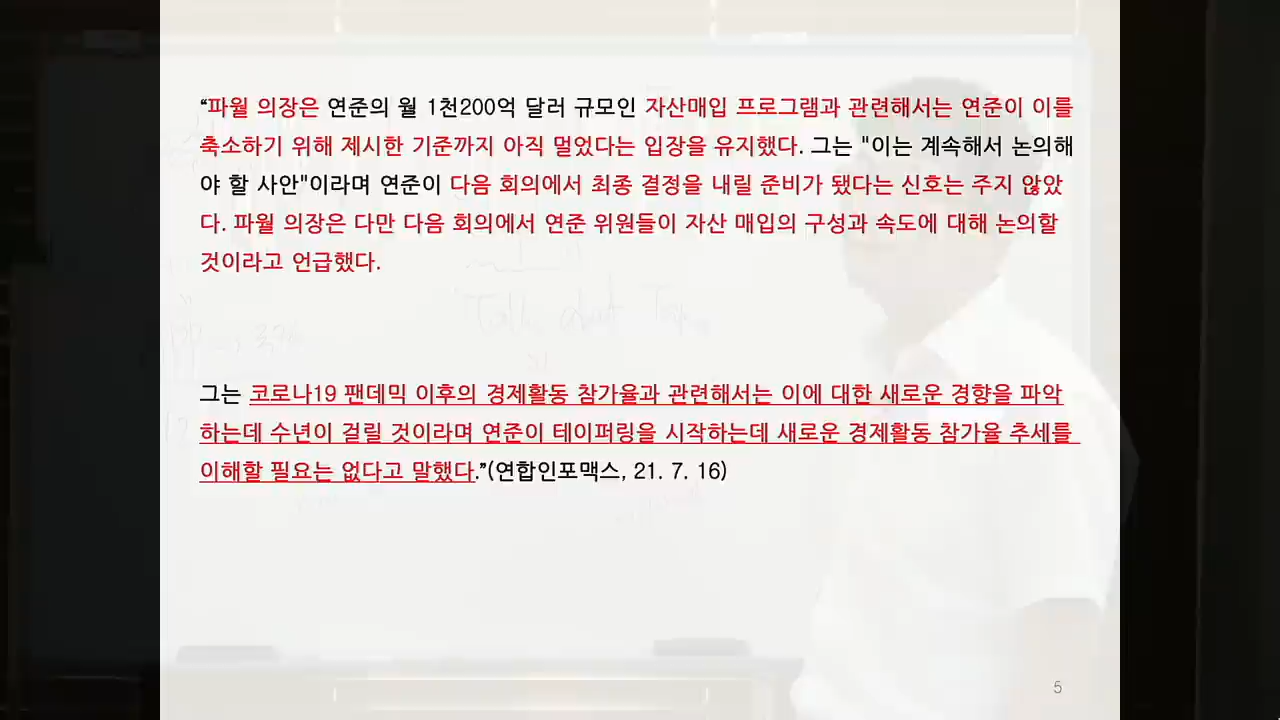 “파월 의장은 연준의 월 1천200억 달러 규모인 자산매입 프로그램과 관련해서는 연준이 이를
축소하기 위해 제시한 기준까지 아직 멀었다는 입장을 유지했다. 그는 "이는 계속해서 논의해
야 할 사안"이라며 연준이 다음 회의에서 최종 결정을 내릴 준비가 됐다는 신호는 주지 않았
다. 파월 의장은 다만 다음 회의에서 연준 위원들이 자산 매입의 구성과 속도에 대해 논의할
것이라고 언급했다.
그는 코로나19 팬데믹 이후의 경제활동 참가율과 관련해서는 이에 대한 새로운 경향을 파악
하는데 수년이 걸릴 것이라며 연준이 테이퍼링을 시작하는데 새로운 경제활동 참가율 추세를
이해할 필요는 없다고 말했다.”(연합인포맥스, 21. 7. 16)
5